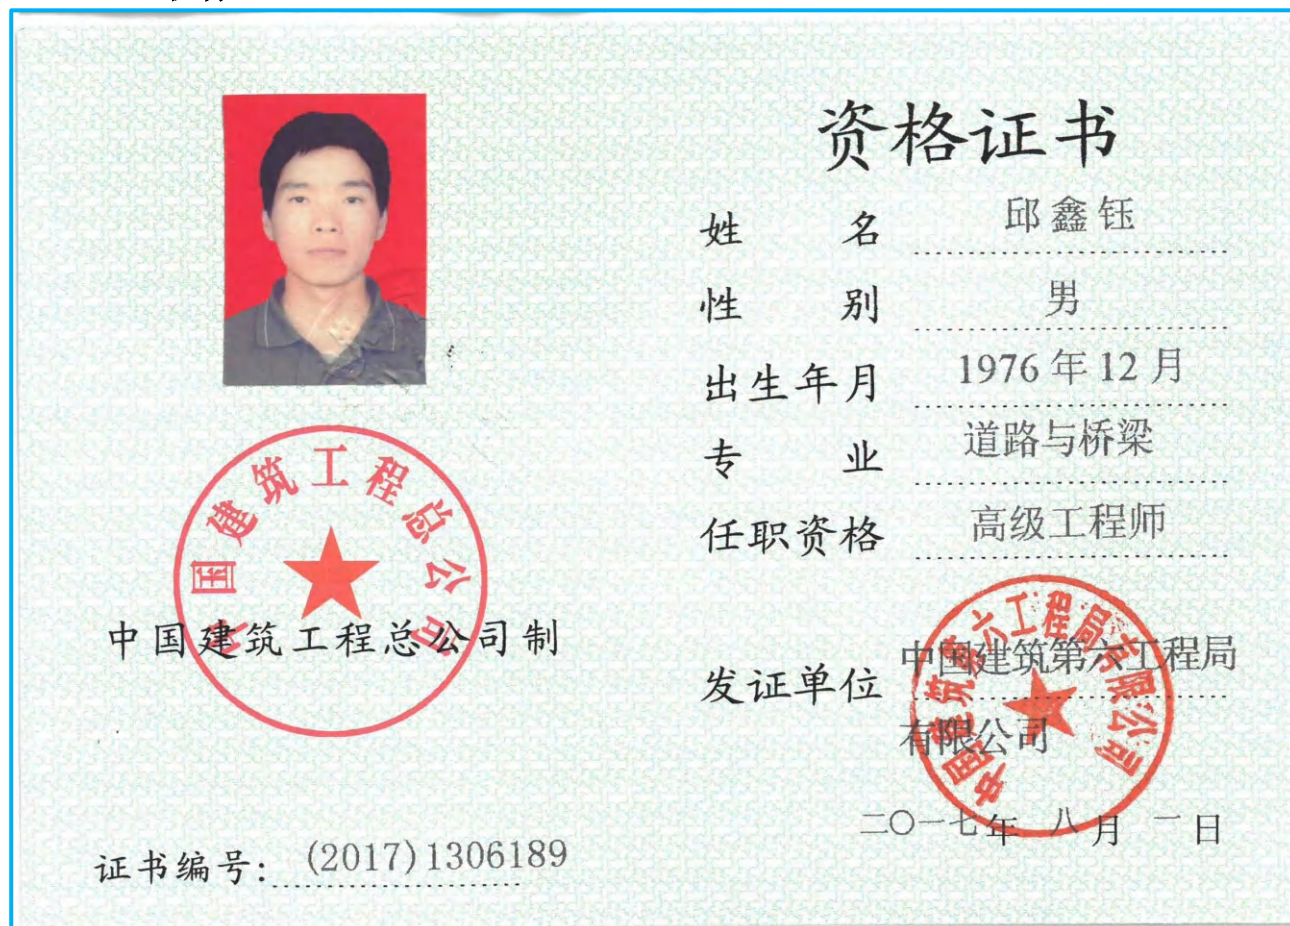 资格证书
姓 名 邱鑫钰
性 别 男
出生年月 1976年12月
专 业 道路与桥梁
任职资格 高级工程师
中国建筑工程总公司
中国建筑工程总公司制
发证单位 中国建筑第六工程局
有限公司
中国建筑第六工程局有限公司
二〇一七年 八月 一日
证书编号: (2017)1306189